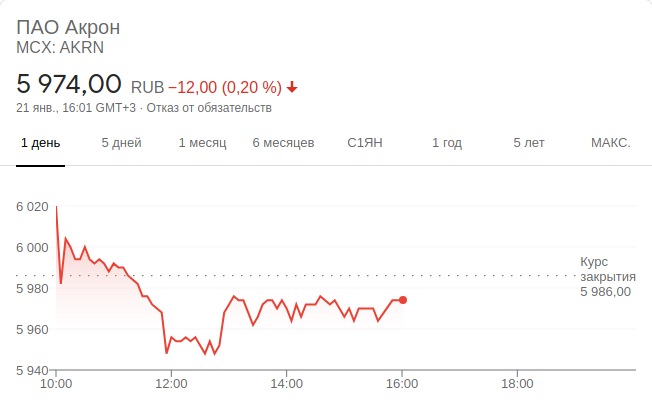 ПАО Акрон
MCX: AKRN
5 974,00 RUB −12,00 (0,20 %)
21 янв., 16:01 GMT+3 · Отказ от обязательств
1 день 5 дней 1 месяц 6 месяцев С1ЯН 1 год 5 лет МАКС.
6 020
6 000
Курс
закрытия
5 986,00
5 980
5 960
5 940
10:00 12:00 14:00 16:00 18:00